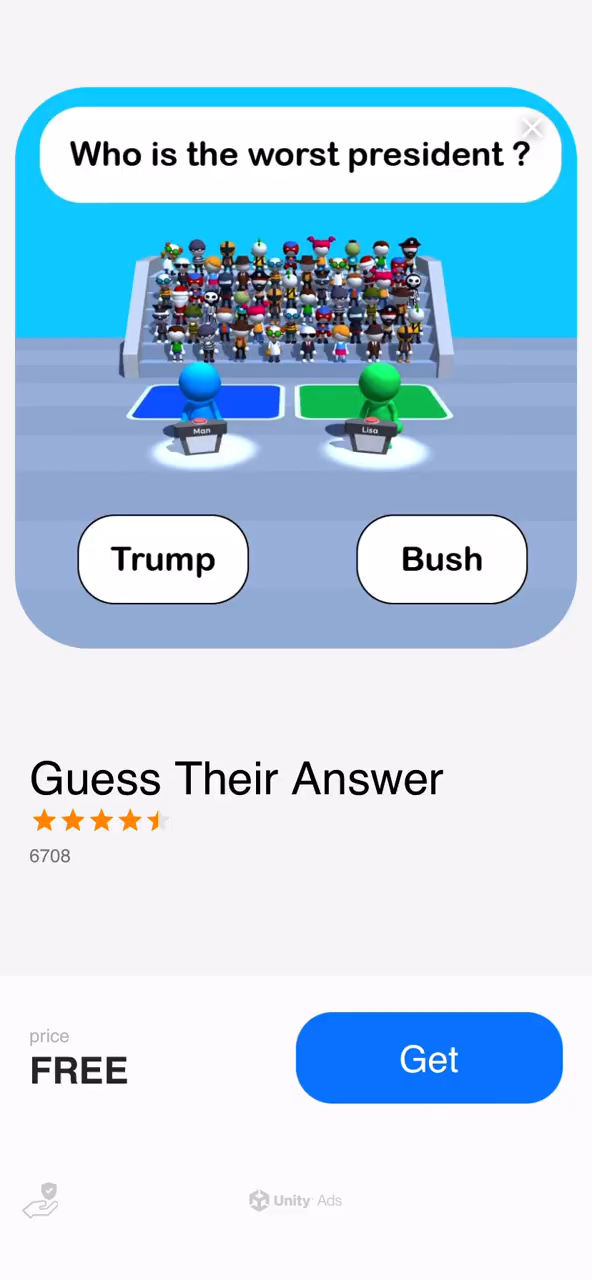 Who is the worst president ?
Man
Lisa
Trump
Bush
Guess Their Answer
6708
price
FREE
Get
Unity Ads